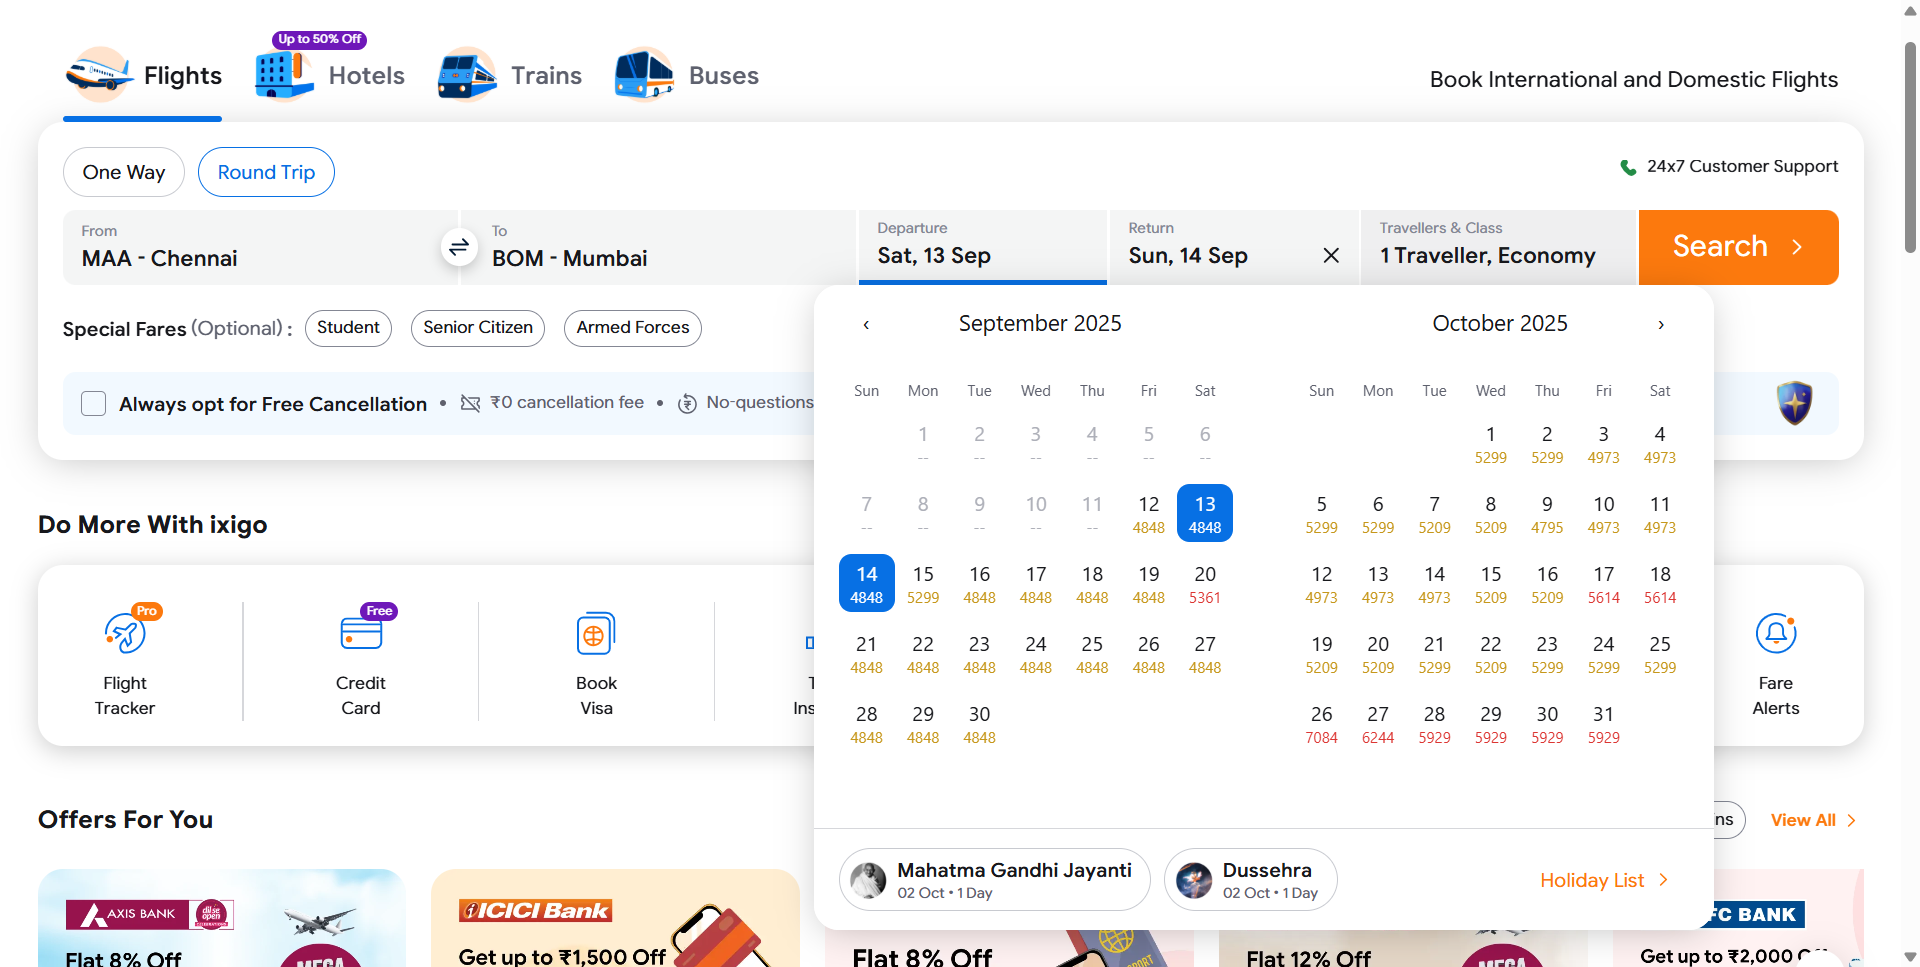 Up to 50% Off
Flights
Hotels
Trains
Buses
Book International and Domestic Flights
One Way
Round Trip
24x7 Customer Support
From
MAA - Chennai
To
BOM - Mumbai
Departure
Sat, 13 Sep
Return
Sun, 14 Sep
Travellers & Class
1 Traveller, Economy
Search
Special Fares (Optional) :
Student
Senior Citizen
Armed Forces
Always opt for Free Cancellation • ₹0 cancellation fee • No-questions
September 2025
Sun Mon Tue Wed Thu Fri Sat
1 2 3 4 5 6
-- -- -- -- -- --
7 8 9 10 11 12 13
-- -- -- -- -- 4848 4848
14 15 16 17 18 19 20
4848 5299 4848 4848 4848 4848 5361
21 22 23 24 25 26 27
4848 4848 4848 4848 4848 4848 4848
28 29 30
4848 4848 4848
October 2025
Sun Mon Tue Wed Thu Fri Sat
1 2 3 4
5299 5299 4973 4973
5 6 7 8 9 10 11
5299 5299 5209 5209 4795 4973 4973
12 13 14 15 16 17 18
4973 4973 4973 5209 5209 5614 5614
19 20 21 22 23 24 25
5209 5209 5299 5209 5299 5299 5299
26 27 28 29 30 31
7084 6244 5929 5929 5929 5929
Mahatma Gandhi Jayanti
02 Oct • 1 Day
Dussehra
02 Oct • 1 Day
Holiday List
Do More With ixigo
Pro
Flight
Tracker
Free
Credit
Card
Book
Visa
Fare
Alerts
Offers For You
View All
AXIS BANK
dil se
open
Flat 8% Off
MEGA
ICICI Bank
Get up to ₹1,500 Off
Flat 8% Off
Flat 12% Off
MEGA
FC BANK
Get up to ₹2,000